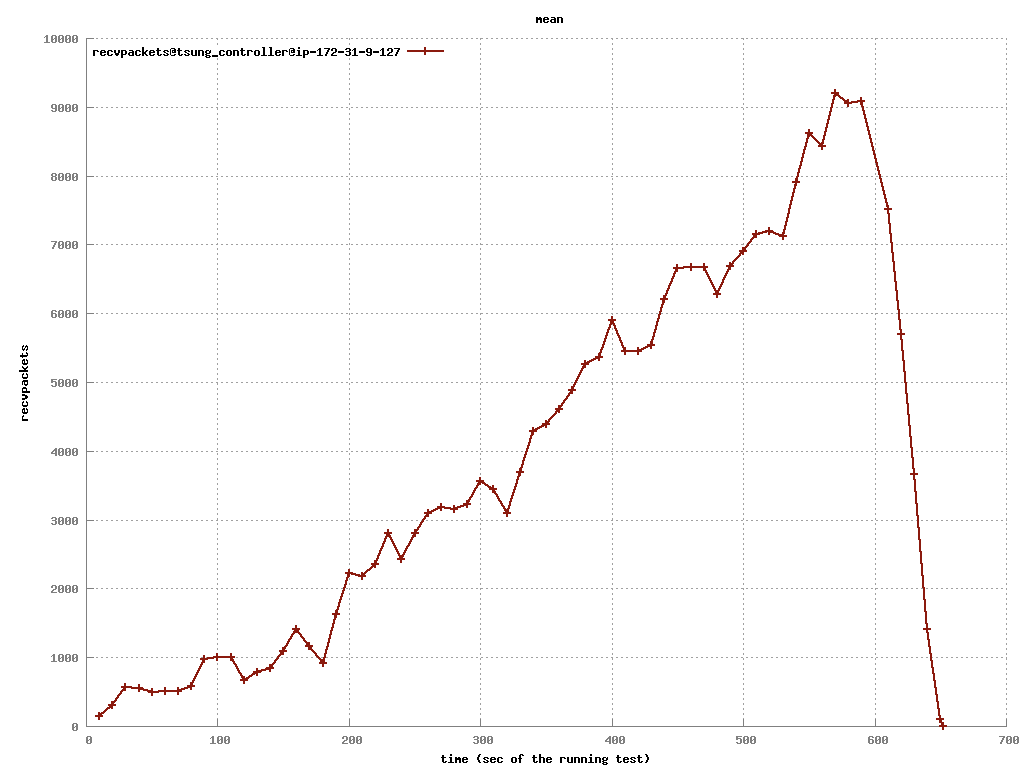 mean
10000
recvpackets@tsung_controller@ip-172-31-9-127
9000
8000
7000
6000
5000
4000
3000
2000
1000
0
recvpackets
0 100 200 300 400 500 600 700
time (sec of the running test)